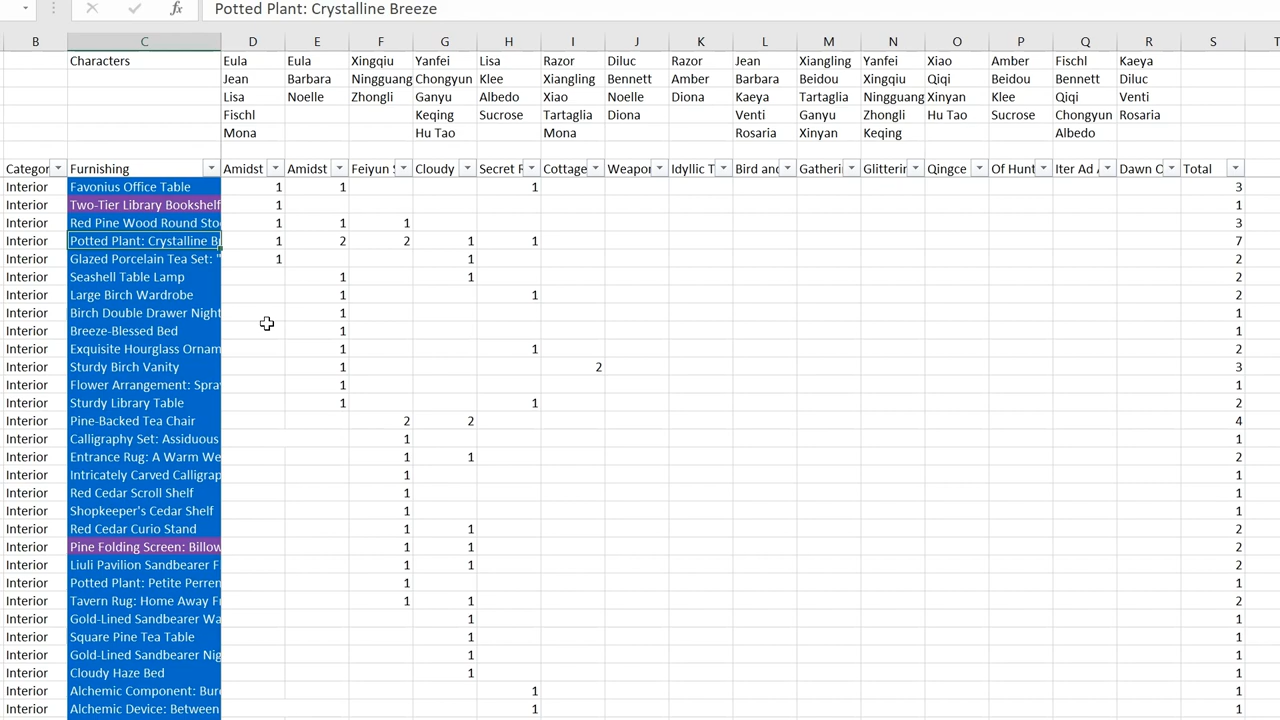 fx Potted Plant: Crystalline Breeze
B C D E F G H I J K L M N O P Q R S T
Characters Eula Eula Xingqiu Yanfei Lisa Razor Diluc Razor Jean Xiangling Yanfei Xiao Amber Fischl Kaeya
Jean Barbara Ningguang Chongyun Klee Xiangling Bennett Amber Barbara Beidou Xingqiu Qiqi Beidou Bennett Diluc
Lisa Noelle Zhongli Ganyu Albedo Xiao Noelle Diona Kaeya Tartaglia Ningguang Xinyan Klee Qiqi Venti
Fischl Keqing Sucrose Tartaglia Diona Venti Ganyu Zhongli Hu Tao Sucrose Chongyun Rosaria
Mona Hu Tao Mona Rosaria Xinyan Keqing Albedo
Categor Furnishing Amidst Amidst Feiyun Cloudy Secret Cottage Weapo Idyllic Bird and Gatheri Glitterin Qingce Of Hunt Iter Ad Dawn Total
Interior Favonius Office Table 1 1 1 3
Interior Two-Tier Library Bookshelf 1 1
Interior Red Pine Wood Round Sto 1 1 1 3
Interior Potted Plant: Crystalline B 1 2 2 1 1 7
Interior Glazed Porcelain Tea Set: " 1 1 2
Interior Seashell Table Lamp 1 1 2
Interior Large Birch Wardrobe 1 1 2
Interior Birch Double Drawer Night 1 1
Interior Breeze-Blessed Bed 1 1
Interior Exquisite Hourglass Ornam 1 1 2
Interior Sturdy Birch Vanity 1 2 3
Interior Flower Arrangement: Spra 1 1
Interior Sturdy Library Table 1 1 2
Interior Pine-Backed Tea Chair 2 2 4
Interior Calligraphy Set: Assiduous 1 1
Interior Entrance Rug: A Warm We 1 1 2
Interior Intricately Carved Calligrap 1 1
Interior Red Cedar Scroll Shelf 1 1
Interior Shopkeeper's Cedar Shelf 1 1
Interior Red Cedar Curio Stand 1 1 2
Interior Pine Folding Screen: Billow 1 1 2
Interior Liuli Pavilion Sandbearer F 1 1 2
Interior Potted Plant: Petite Perren 1 1
Interior Tavern Rug: Home Away F 1 1 2
Interior Gold-Lined Sandbearer Wa 1 1
Interior Square Pine Tea Table 1 1
Interior Gold-Lined Sandbearer Nig 1 1
Interior Cloudy Haze Bed 1 1
Interior Alchemic Component: Bur 1 1
Interior Alchemic Device: Between 1 1